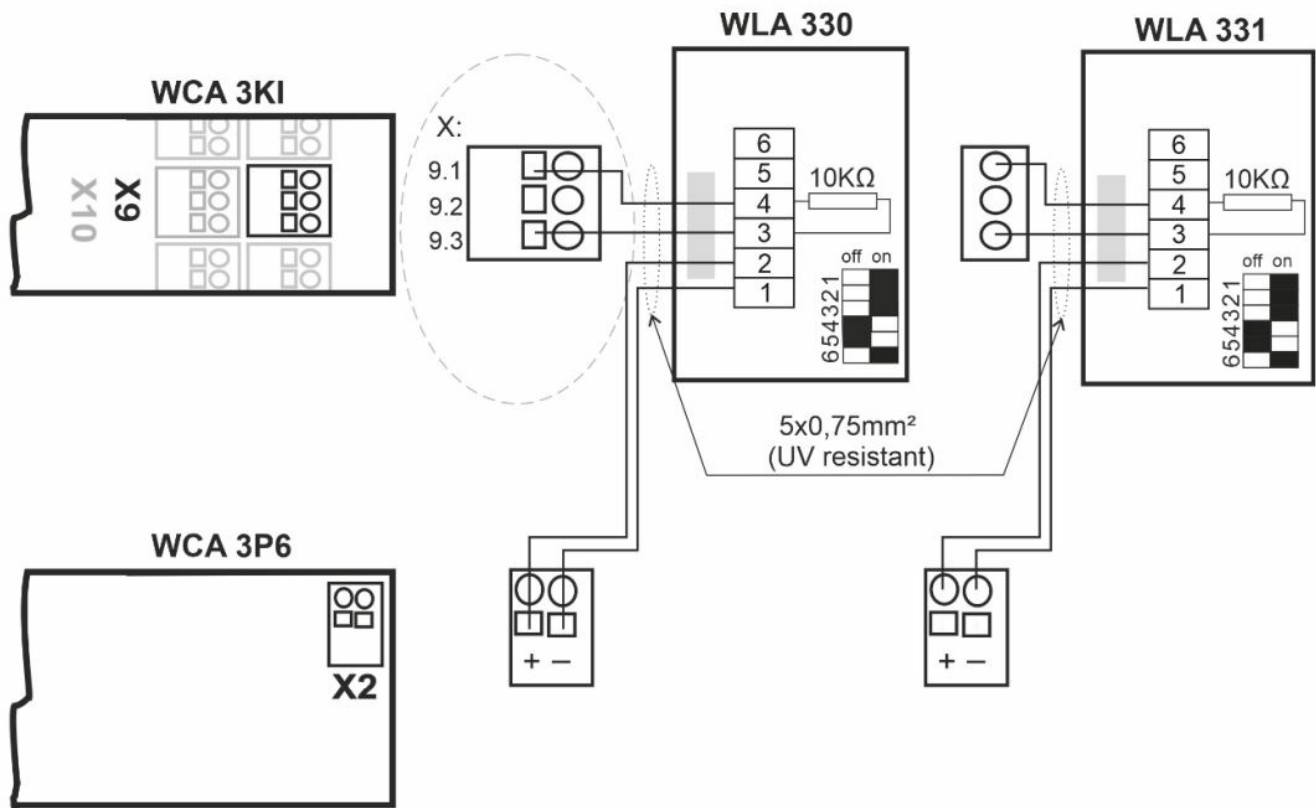 WLA 330
WLA 331
WCA 3KI
X10
X9
X:
9.1
9.2
9.3
6
5
4
3
2
1
10KΩ
off on
654321
6
5
4
3
2
1
10KΩ
off on
654321
5x0,75mm²
(UV resistant)
WCA 3P6
X2
+ −
+ −